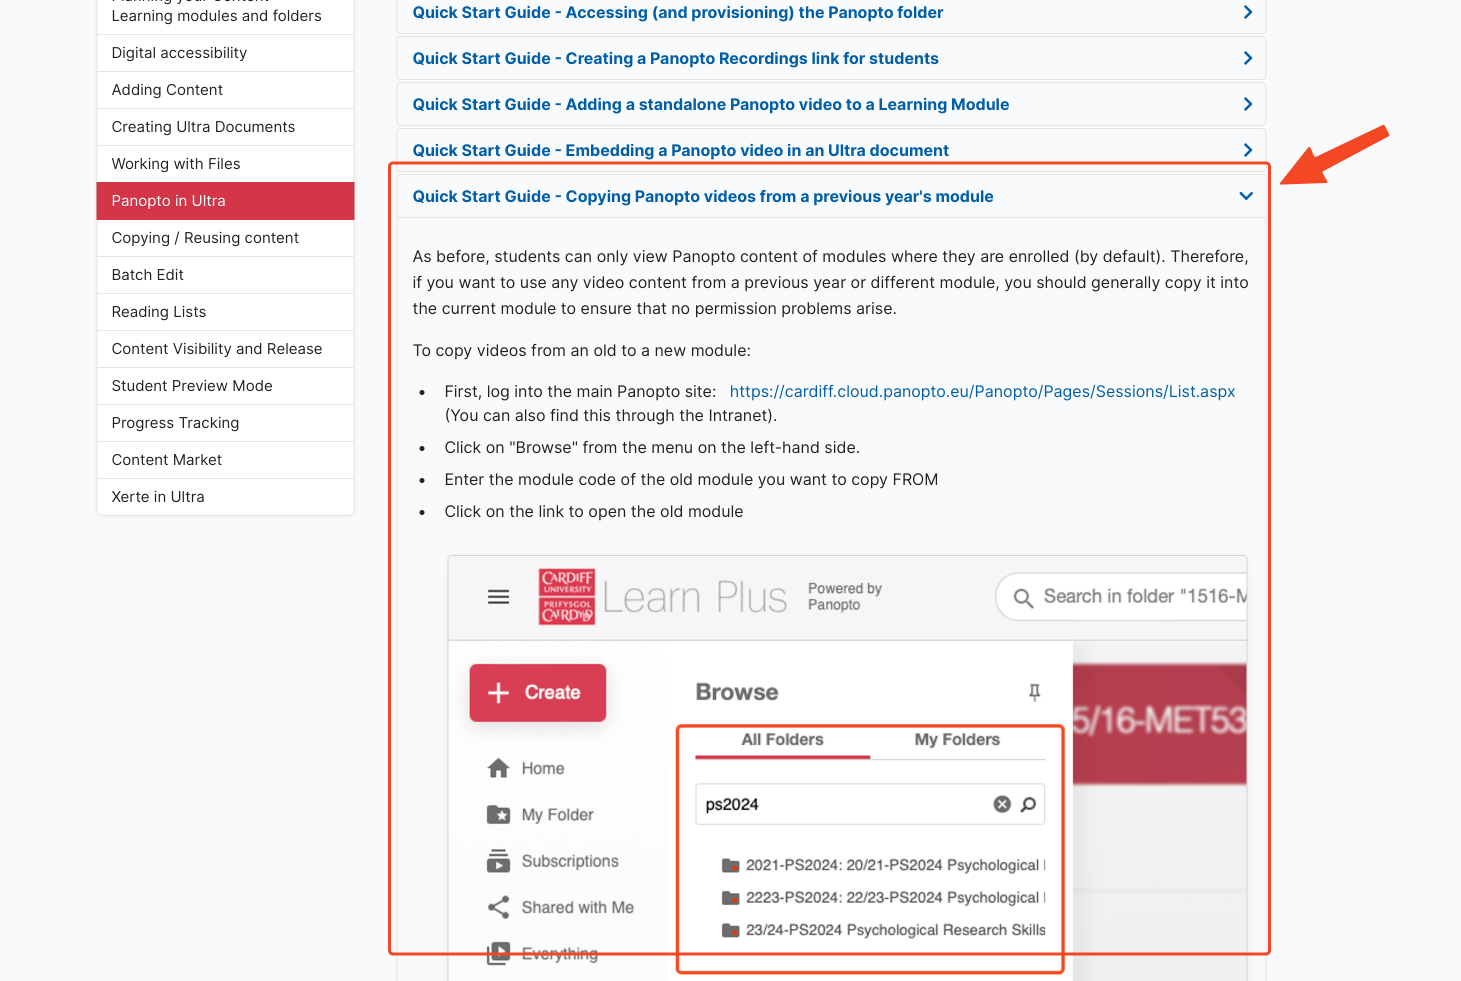 Planning your Content -
Learning modules and folders
Digital accessibility
Adding Content
Creating Ultra Documents
Working with Files
Panopto in Ultra
Copying / Reusing content
Batch Edit
Reading Lists
Content Visibility and Release
Student Preview Mode
Progress Tracking
Content Market
Xerte in Ultra
Quick Start Guide - Accessing (and provisioning) the Panopto folder
Quick Start Guide - Creating a Panopto Recordings link for students
Quick Start Guide - Adding a standalone Panopto video to a Learning Module
Quick Start Guide - Embedding a Panopto video in an Ultra document
Quick Start Guide - Copying Panopto videos from a previous year's module
As before, students can only view Panopto content of modules where they are enrolled (by default). Therefore,
if you want to use any video content from a previous year or different module, you should generally copy it into
the current module to ensure that no permission problems arise.
To copy videos from an old to a new module:
• First, log into the main Panopto site: https://cardiff.cloud.panopto.eu/Panopto/Pages/Sessions/List.aspx
(You can also find this through the Intranet).
• Click on "Browse" from the menu on the left-hand side.
• Enter the module code of the old module you want to copy FROM
• Click on the link to open the old module
CARDIFF
UNIVERSITY
PRIFYSGOL
CAERDYDD
Learn Plus
Powered by
Panopto
Search in folder "1516-M
Create
Home
My Folder
Subscriptions
Shared with Me
Everything
Browse
All Folders My Folders
ps2024
2021-PS2024: 20/21-PS2024 Psychological
2223-PS2024: 22/23-PS2024 Psychological
23/24-PS2024 Psychological Research Skills
5/16-MET53